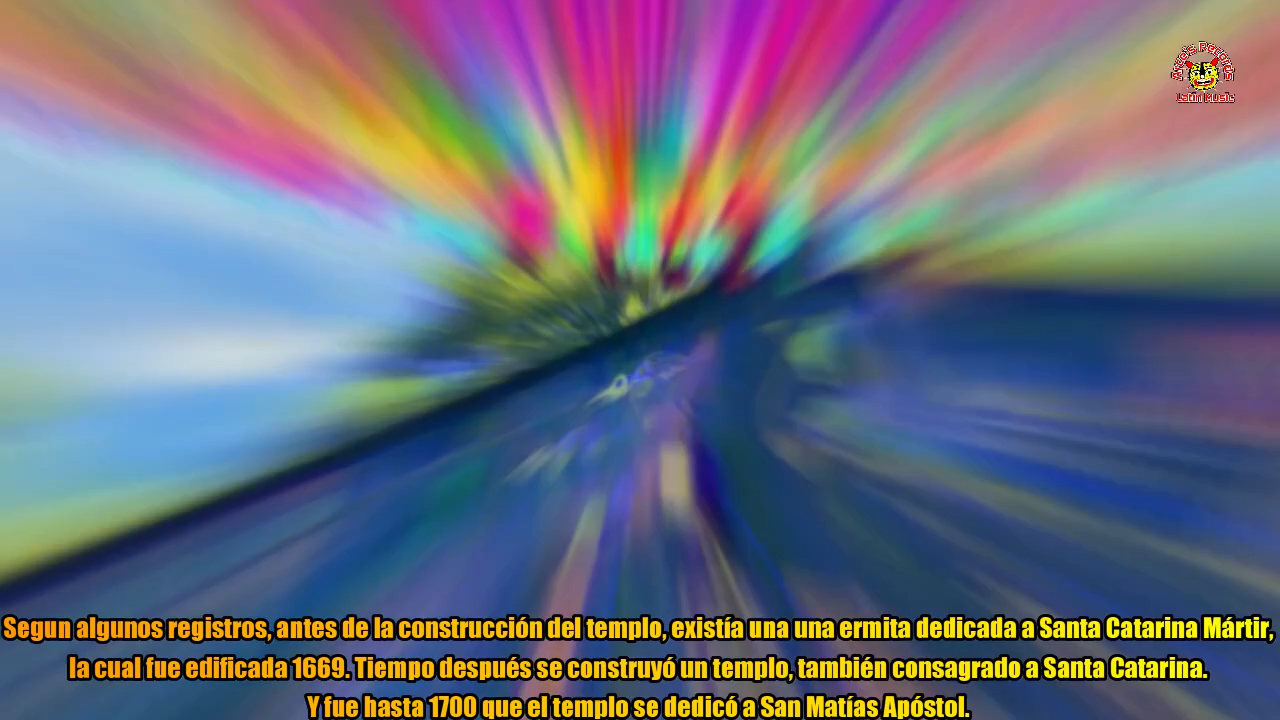 Latin Music
Segun algunos registros, antes de la construcción del templo, existía una una ermita dedicada a Santa Catarina Mártir,
la cual fue edificada 1669. Tiempo después se construyó un templo, también consagrado a Santa Catarina.
Y fue hasta 1700 que el templo se dedicó a San Matías Apóstol.